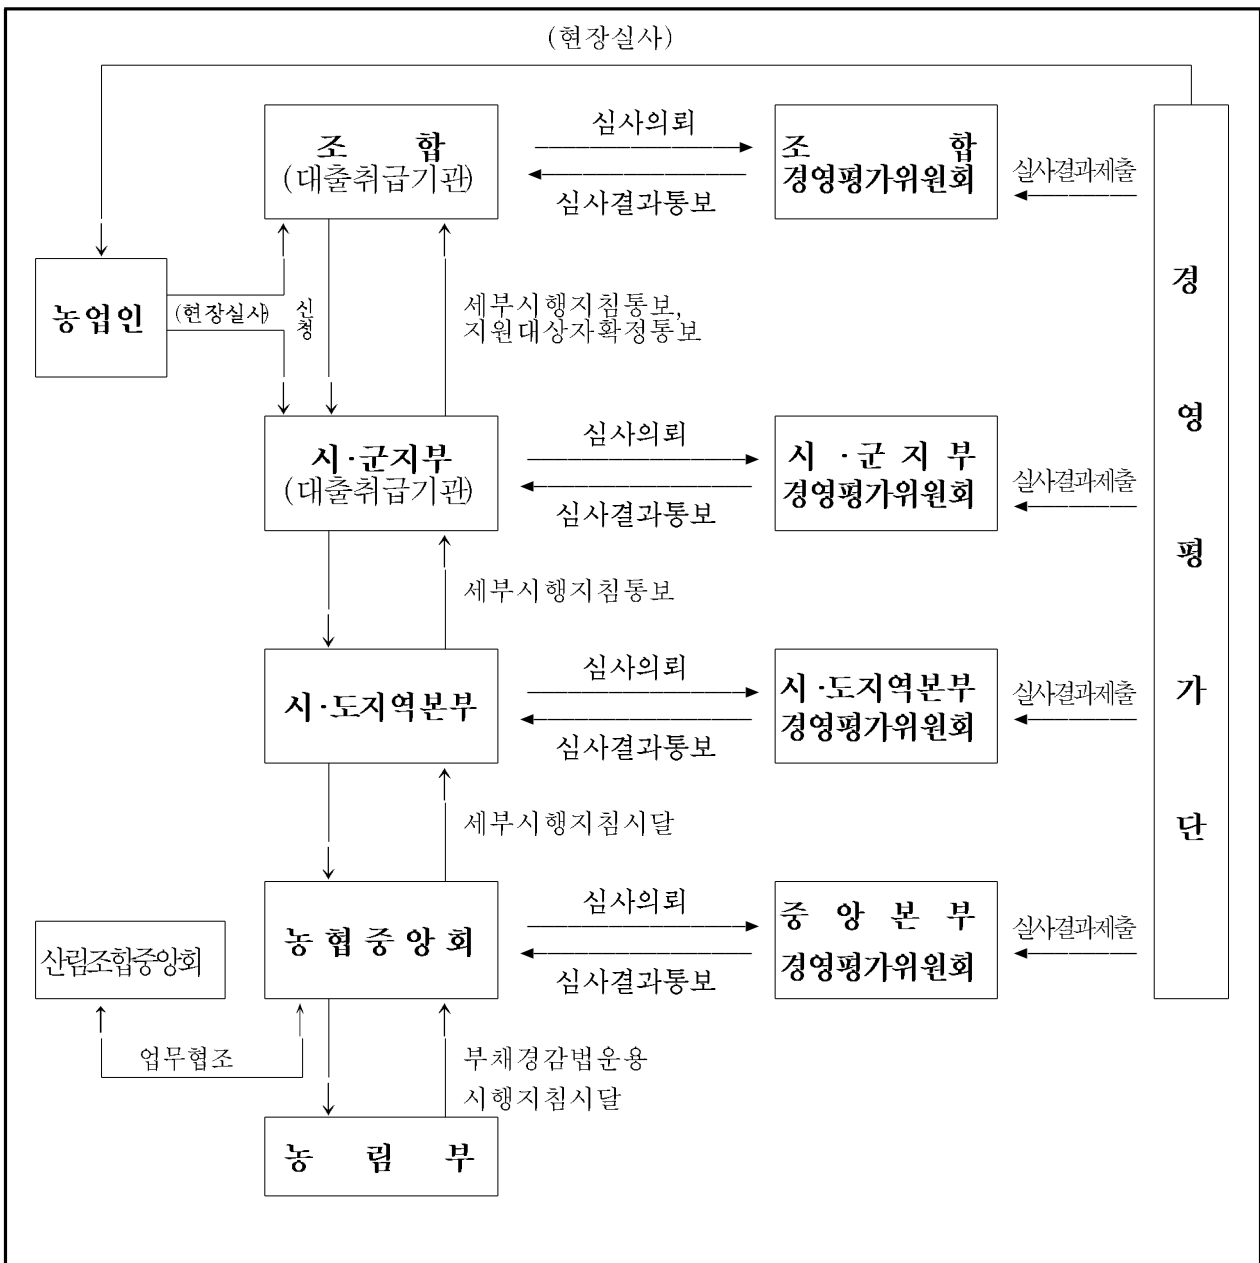 (현장실사)
조 합
(대출취급기관)
심사의뢰
심사결과통보
조 합
경영평가위원회
실사결과제출
경영평가단
농업인
(현장실사)
신청
세부시행지침통보,
지원대상자확정통보
시·군지부
(대출취급기관)
심사의뢰
심사결과통보
시·군지부
경영평가위원회
실사결과제출
세부시행지침통보
시·도지역본부
심사의뢰
심사결과통보
시·도지역본부
경영평가위원회
실사결과제출
세부시행지침시달
산림조합중앙회
농협중앙회
심사의뢰
심사결과통보
중앙본부
경영평가위원회
실사결과제출
업무협조
부채경감법운용
시행지침시달
농 림 부